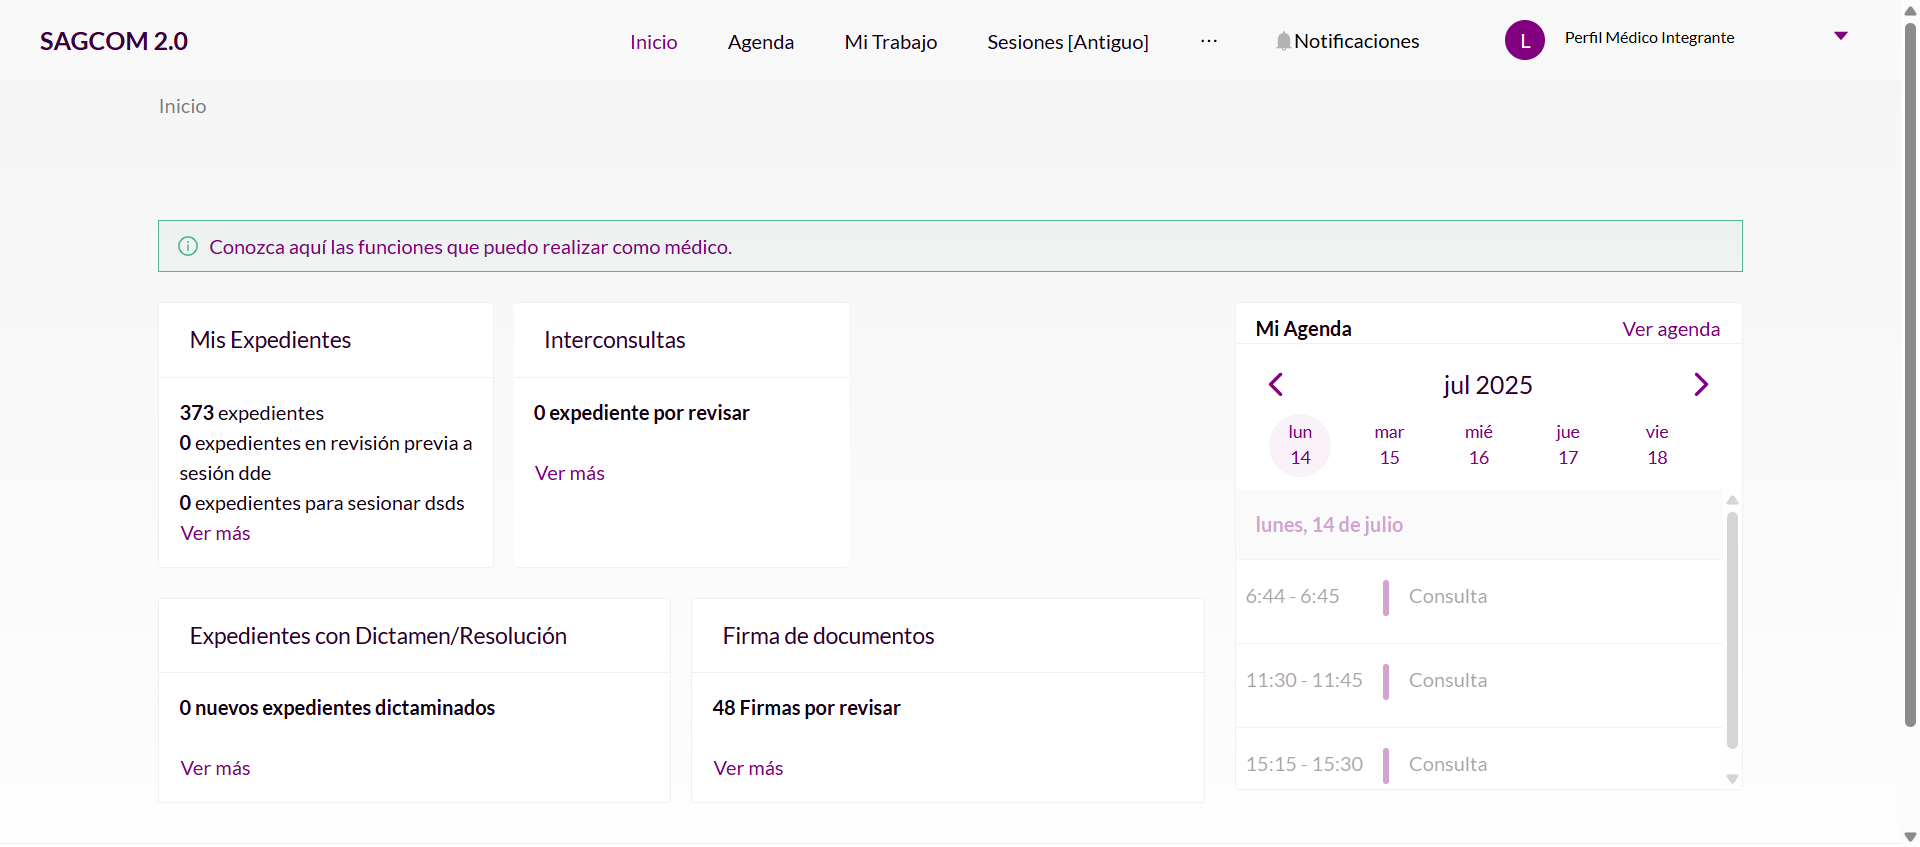 SAGCOM 2.0
Inicio
Agenda
Mi Trabajo
Sesiones [Antiguo]
···
Notificaciones
L
Perfil Médico Integrante
Inicio
Conozca aquí las funciones que puedo realizar como médico.
Mis Expedientes
373 expedientes
0 expedientes en revisión previa a
sesión dde
0 expedientes para sesionar dsds
Ver más
Interconsultas
0 expediente por revisar
Ver más
Expedientes con Dictamen/Resolución
0 nuevos expedientes dictaminados
Ver más
Firma de documentos
48 Firmas por revisar
Ver más
Mi Agenda
Ver agenda
jul 2025
lun mar mié jue vie
14 15 16 17 18
lunes, 14 de julio
6:44 - 6:45 Consulta
11:30 - 11:45 Consulta
15:15 - 15:30 Consulta